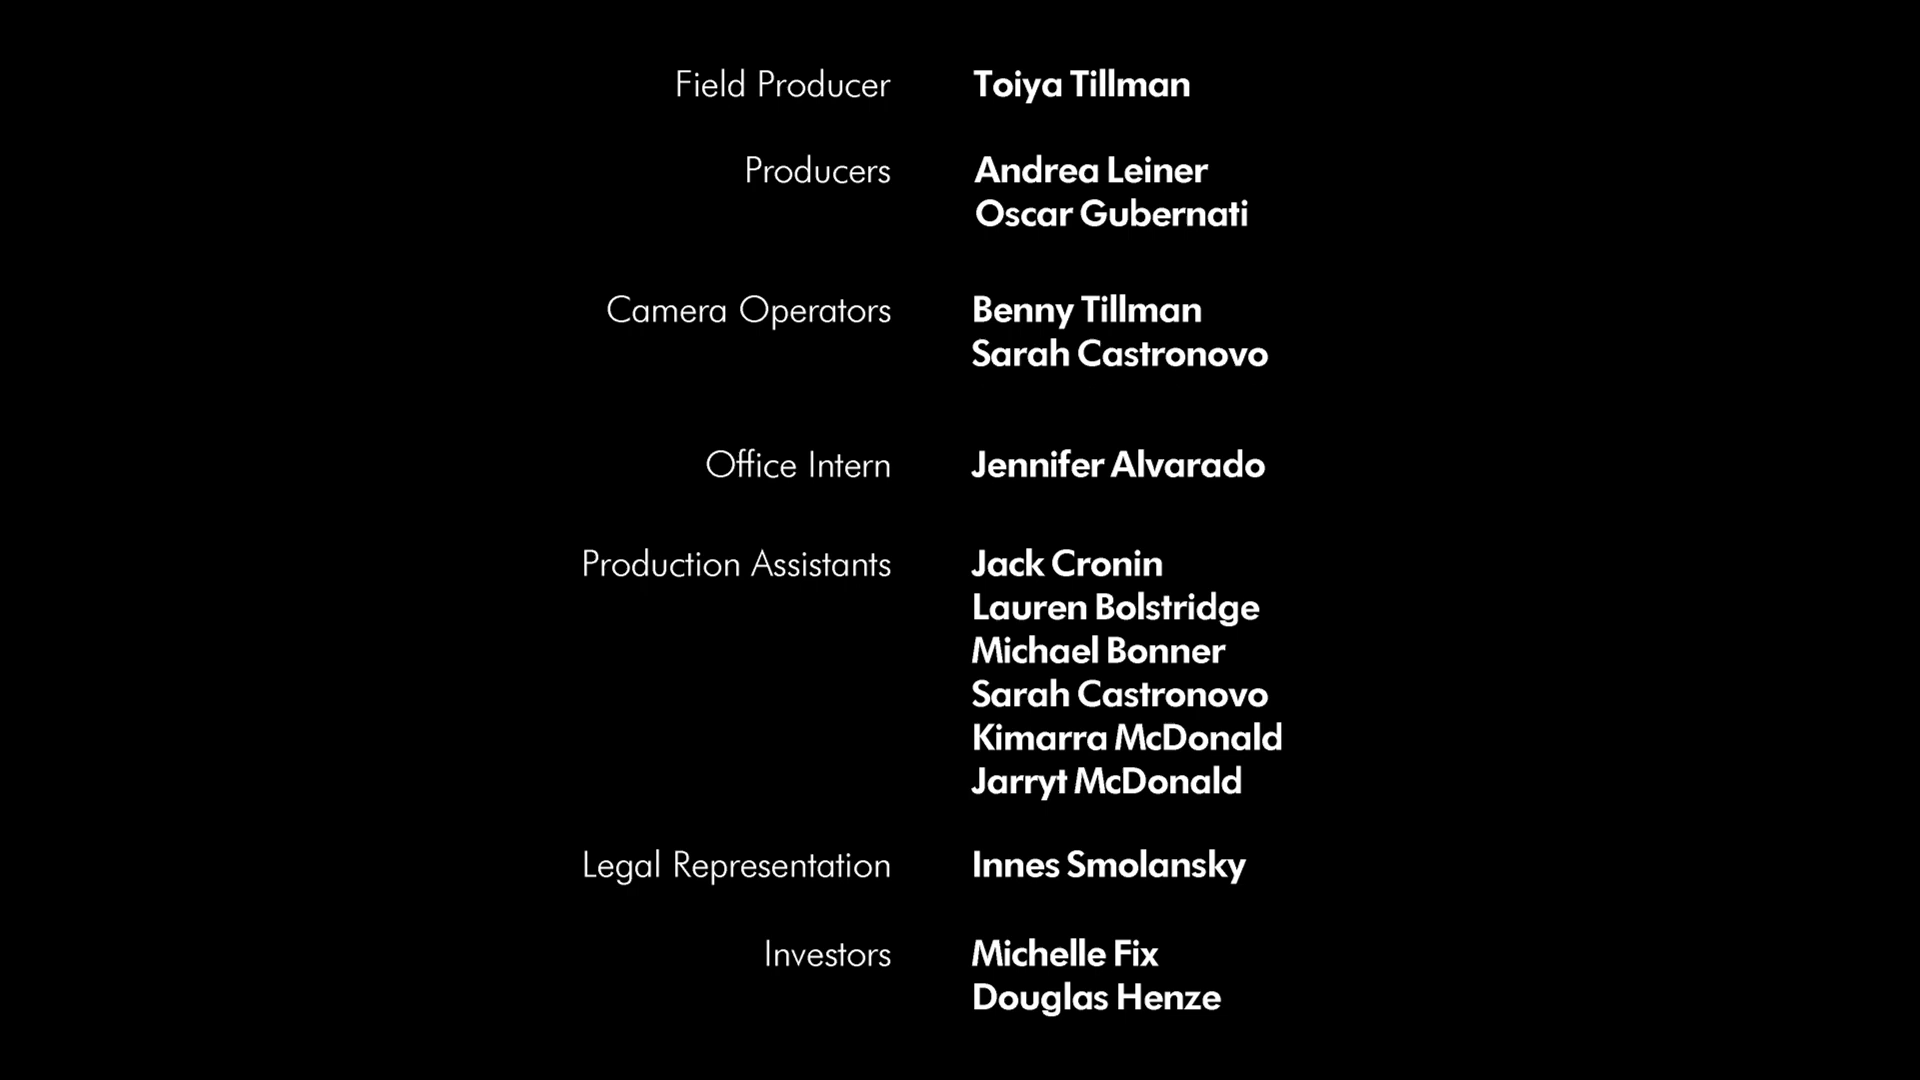 Field Producer Toiya Tillman
Producers Andrea Leiner
Oscar Gubernati
Camera Operators Benny Tillman
Sarah Castronovo
Office Intern Jennifer Alvarado
Production Assistants Jack Cronin
Lauren Bolstridge
Michael Bonner
Sarah Castronovo
Kimarra McDonald
Jarryt McDonald
Legal Representation Innes Smolansky
Investors Michelle Fix
Douglas Henze